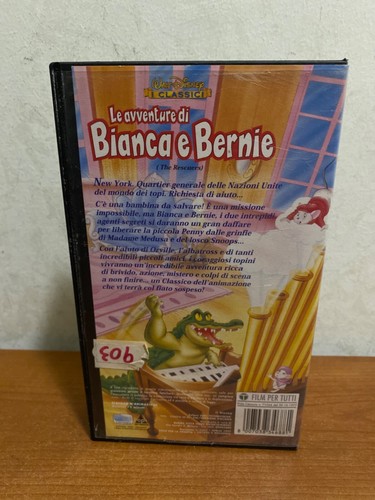 Walt Disney
I CLASSICI
Le avventure di
Bianca e Bernie
(The Rescuers)
New York. Quartier generale delle Nazioni Unite
del mondo dei topi. Richiesta di aiuto...
C'è una bambina da salvare! È una missione
impossibile, ma Bianca e Bernie, i due intrepidi
agenti segreti si daranno un gran daffare
per liberare la piccola Penny dalle grinfie
di Madame Medusa e del losco Snoops...
Con l'aiuto di Orville, l'albatross e di tanti
incredibili piccoli amici, i coraggiosi topini
vivranno un'incredibile avventura ricca
di brivido, azione, mistero e colpi di scena
a non finire... un Classico dell'animazione
che vi terrà col fiato sospeso!
903
FILM PER TUTTI